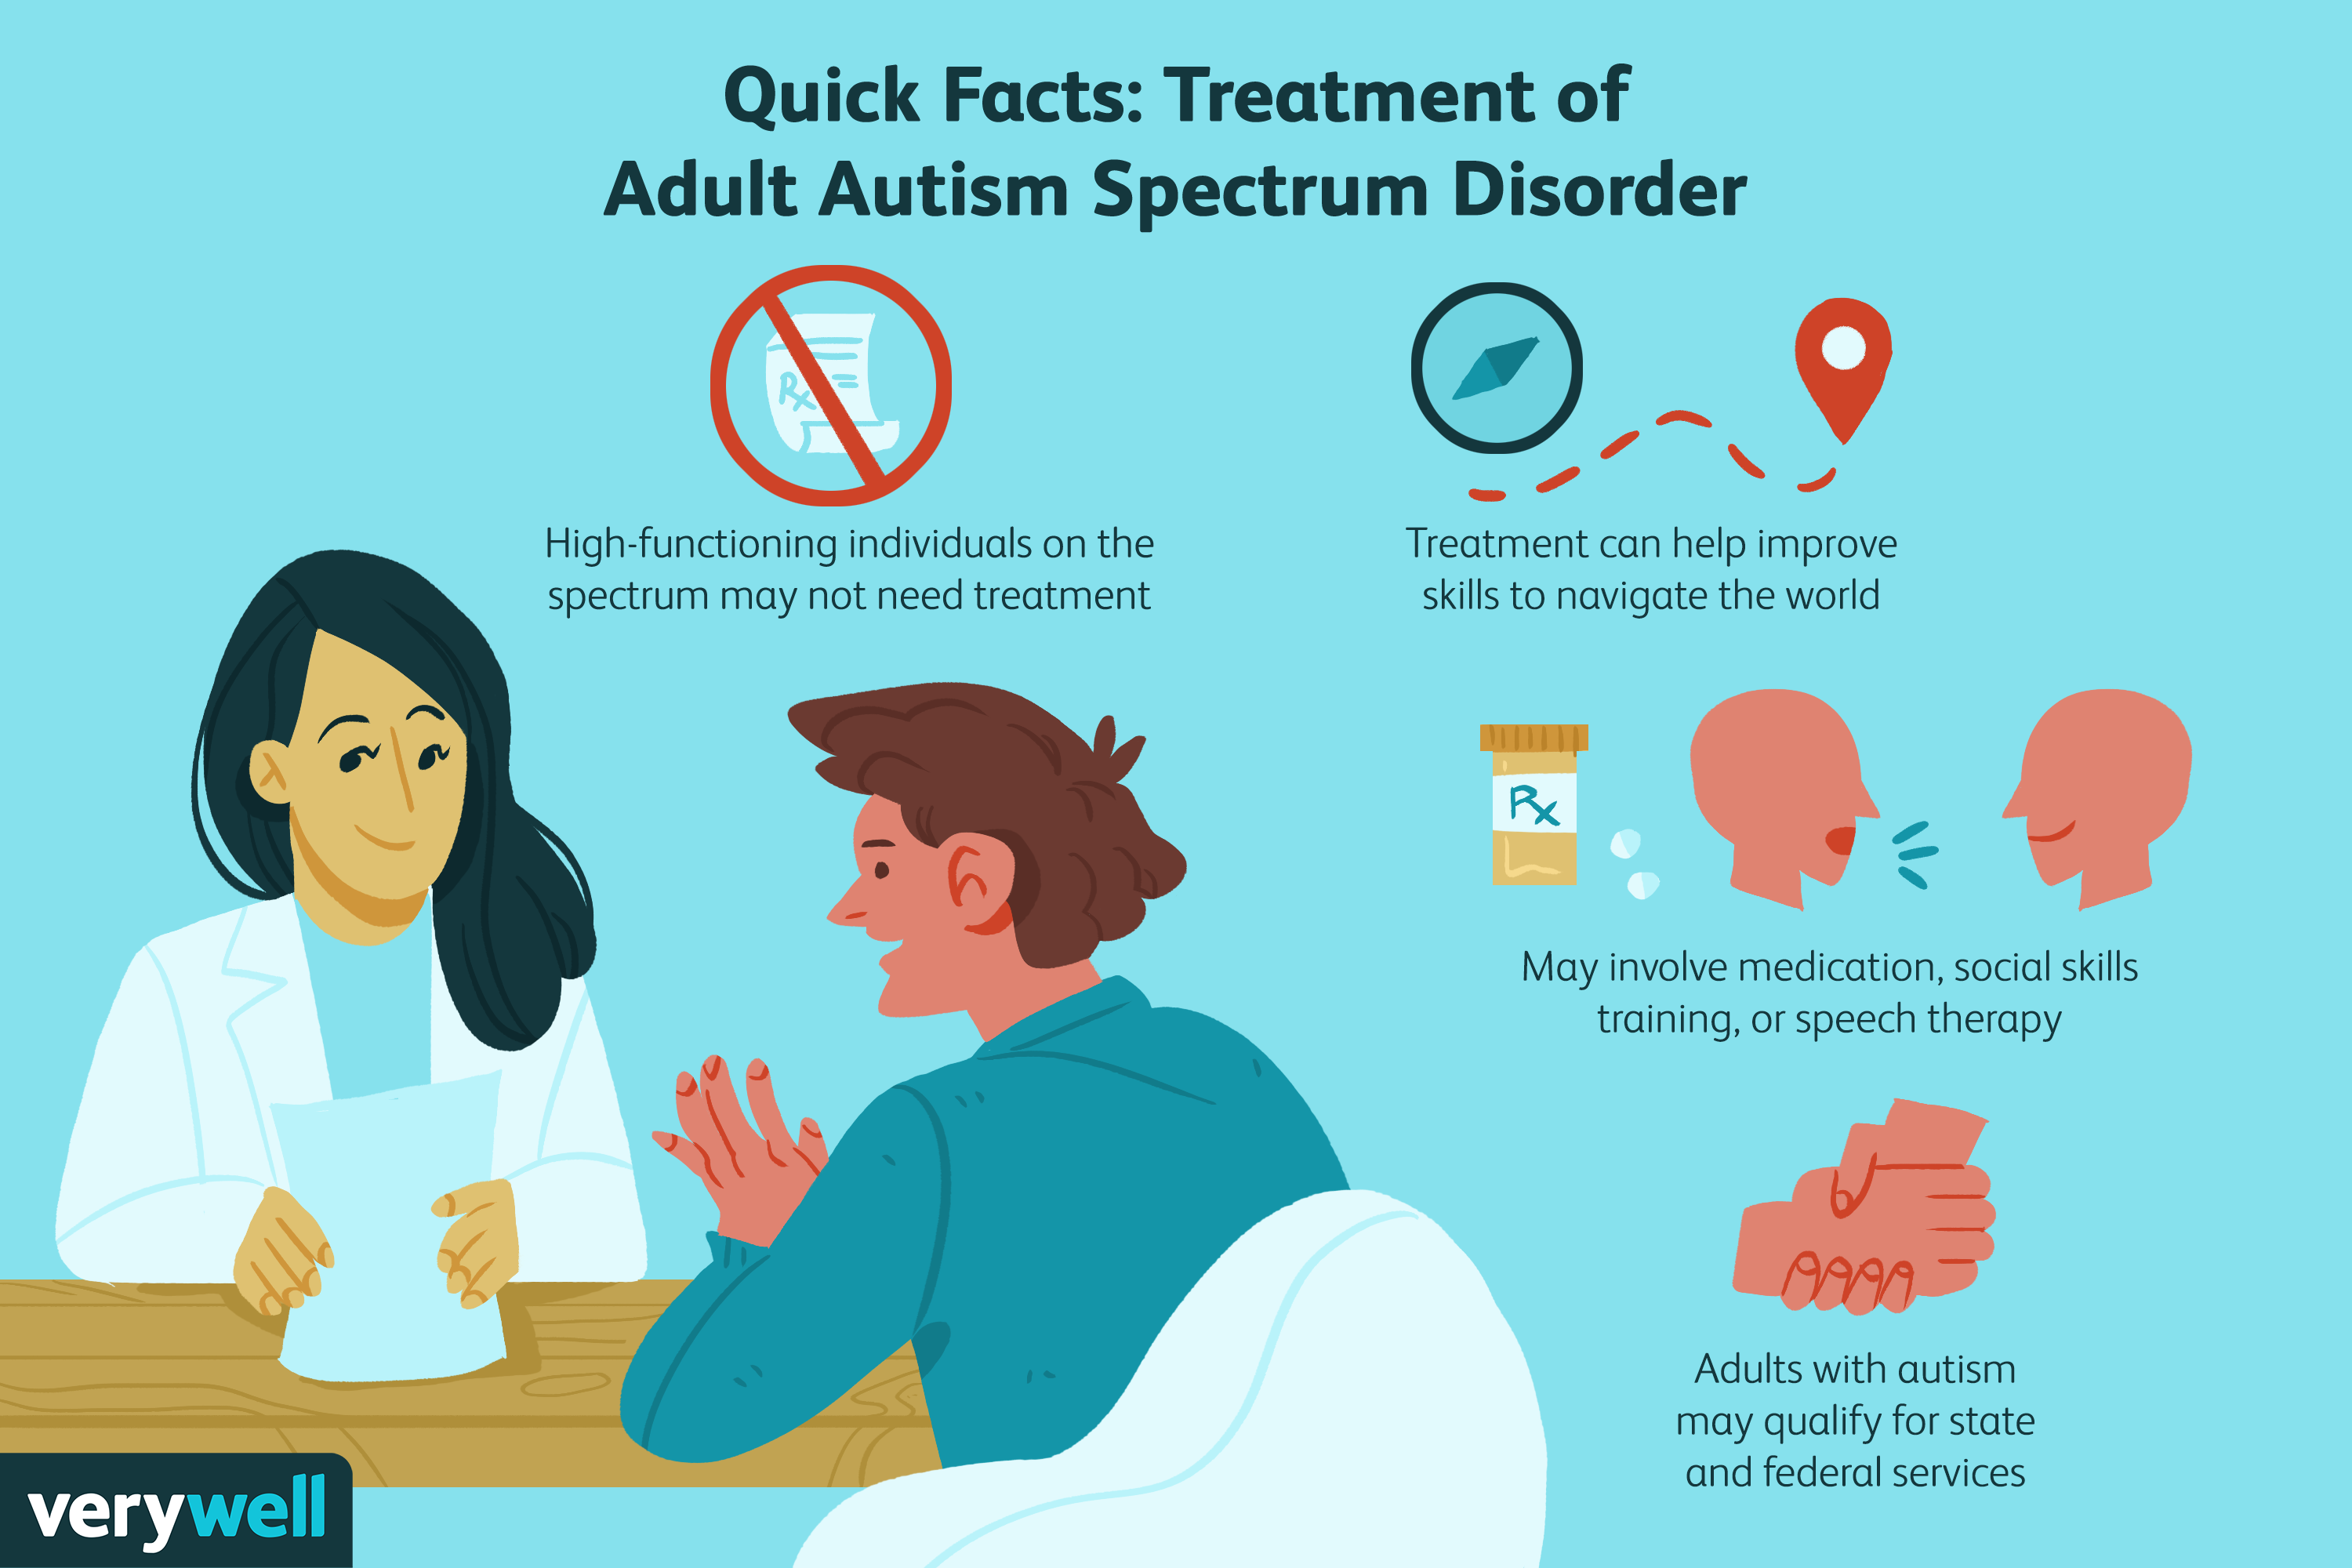 Quick Facts: Treatment of
Adult Autism Spectrum Disorder
Rx
High-functioning individuals on the
spectrum may not need treatment
Treatment can help improve
skills to navigate the world
Rx
May involve medication, social skills
training, or speech therapy
Adults with autism
may qualify for state
and federal services
verywell